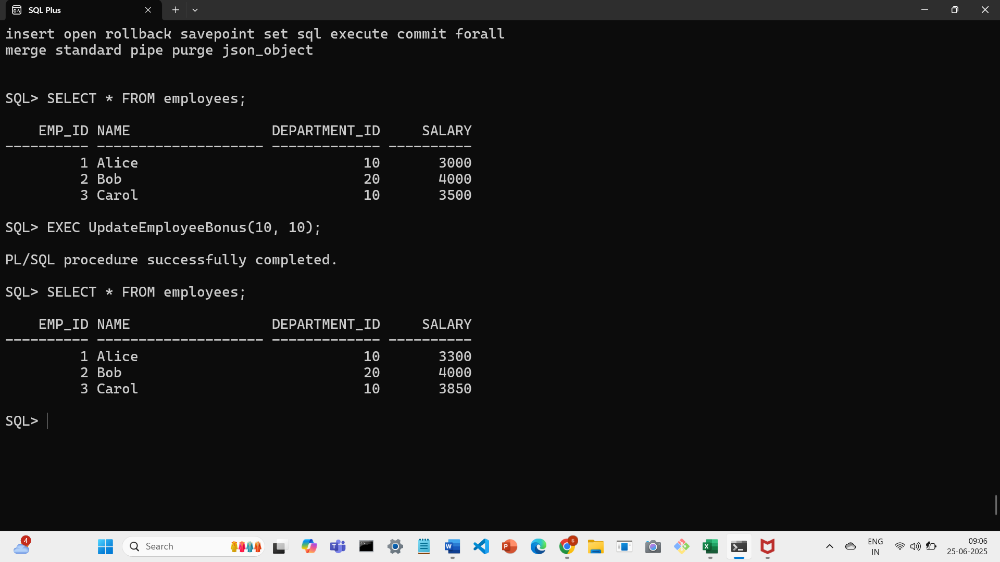 SQL Plus
insert open rollback savepoint set sql execute commit forall
merge standard pipe purge json_object
SQL> SELECT * FROM employees;
    EMP_ID NAME                 DEPARTMENT_ID     SALARY
---------- -------------------- ------------- ----------
         1 Alice                           10       3000
         2 Bob                             20       4000
         3 Carol                           10       3500
SQL> EXEC UpdateEmployeeBonus(10, 10);
PL/SQL procedure successfully completed.
SQL> SELECT * FROM employees;
    EMP_ID NAME                 DEPARTMENT_ID     SALARY
---------- -------------------- ------------- ----------
         1 Alice                           10       3300
         2 Bob                             20       4000
         3 Carol                           10       3850
SQL>
4
Search
ENG
IN
09:06
25-06-2025